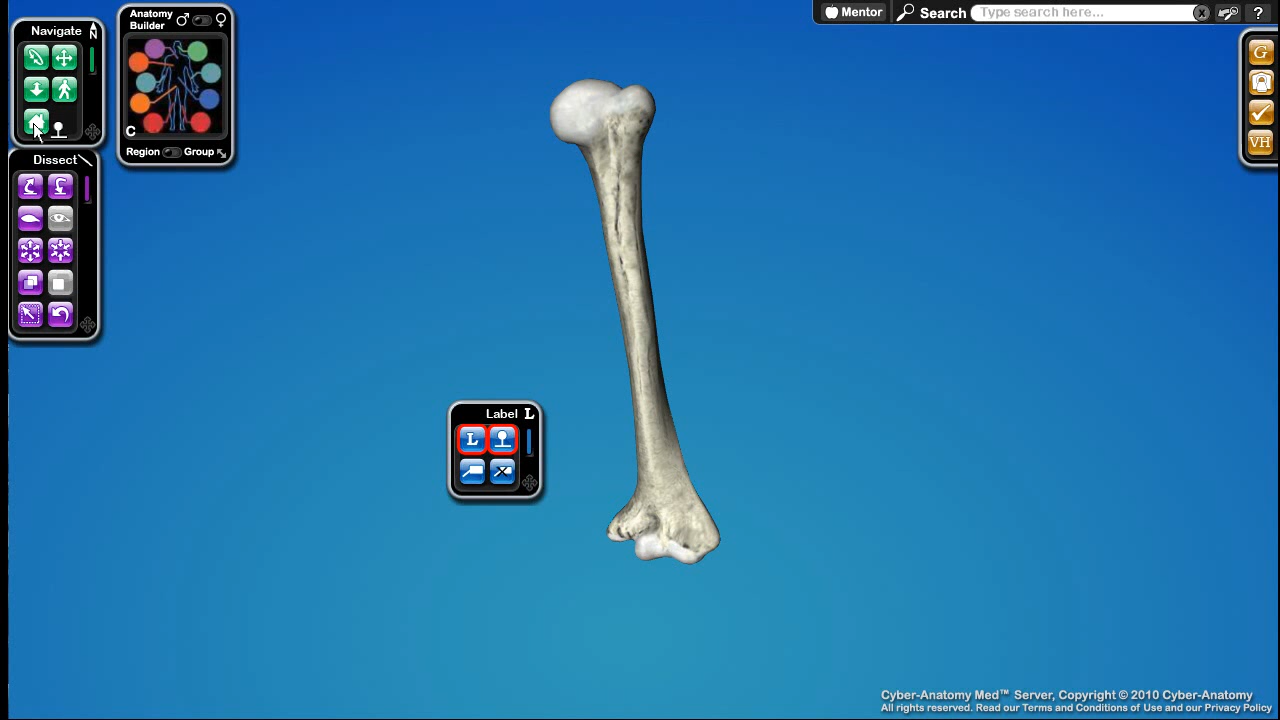 Navigate
N
Anatomy
Builder
C
Region Group
Mentor
Search Type search here... x ?
G
VH
Dissect
Label L
L
Cyber-Anatomy Med™ Server, Copyright © 2010 Cyber-Anatomy
All rights reserved. Read our Terms and Conditions of Use and our Privacy Policy